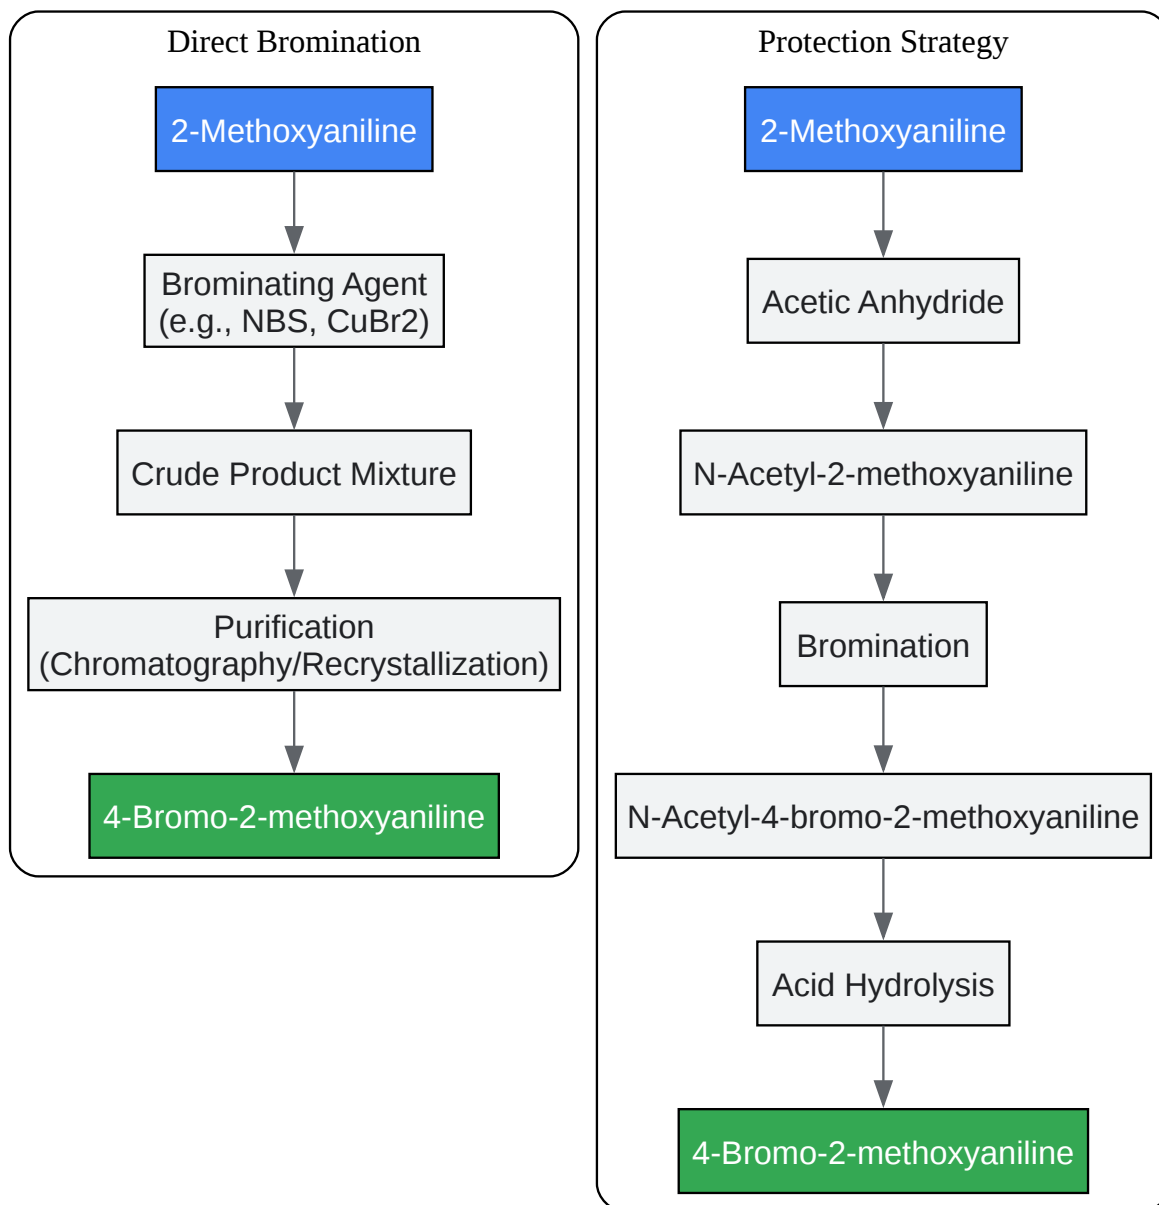 Direct Bromination
2-Methoxyaniline
Brominating Agent
(e.g., NBS, CuBr2)
Crude Product Mixture
Purification
(Chromatography/Recrystallization)
4-Bromo-2-methoxyaniline
Protection Strategy
2-Methoxyaniline
Acetic Anhydride
N-Acetyl-2-methoxyaniline
Bromination
N-Acetyl-4-bromo-2-methoxyaniline
Acid Hydrolysis
4-Bromo-2-methoxyaniline